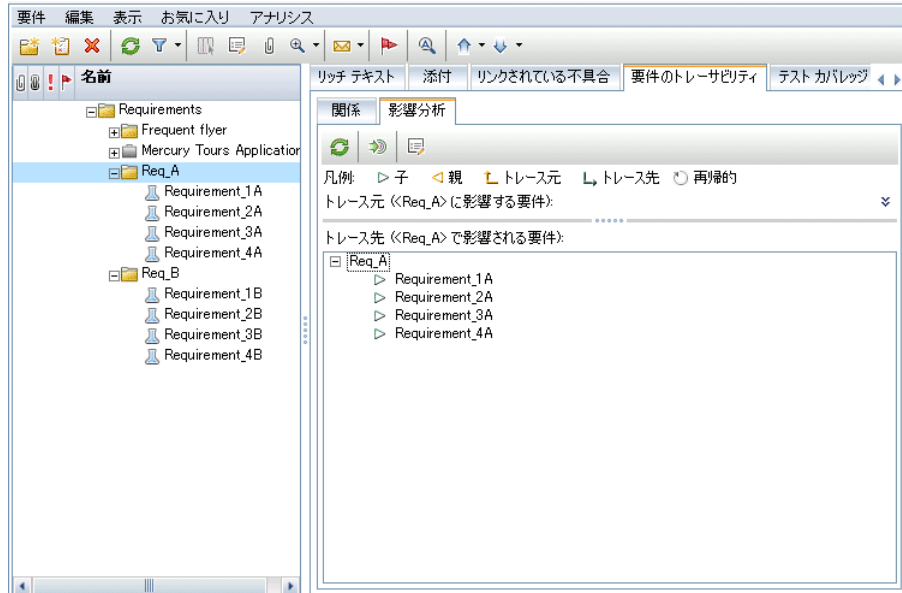 要件 編集 表示 お気に入り アナリシス
名前
Requirements
Frequent flyer
Mercury Tours Application
Req_A
Requirement_1A
Requirement_2A
Requirement_3A
Requirement_4A
Req_B
Requirement_1B
Requirement_2B
Requirement_3B
Requirement_4B
リッチ テキスト 添付 リンクされている不具合 要件のトレーサビリティ テスト カバレッジ
関係 影響分析
凡例: 子 親 トレース元 トレース先 再帰的
トレース元 (<Req_A> に影響する要件):
トレース先 (<Req_A> で影響される要件):
Req_A
Requirement_1A
Requirement_2A
Requirement_3A
Requirement_4A